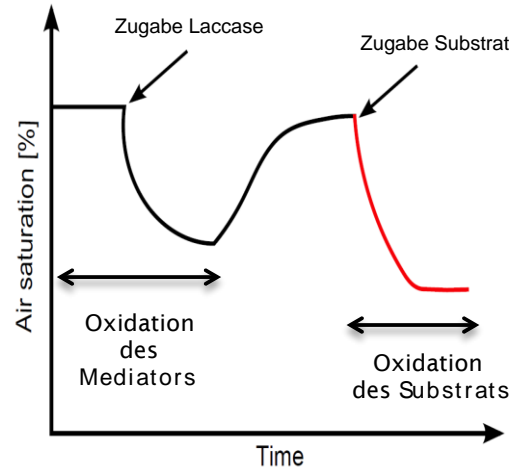 Zugabe Laccase
Zugabe Substrat
Air saturation [%]
Oxidation
des
Mediators
Oxidation
des Substrats
Time